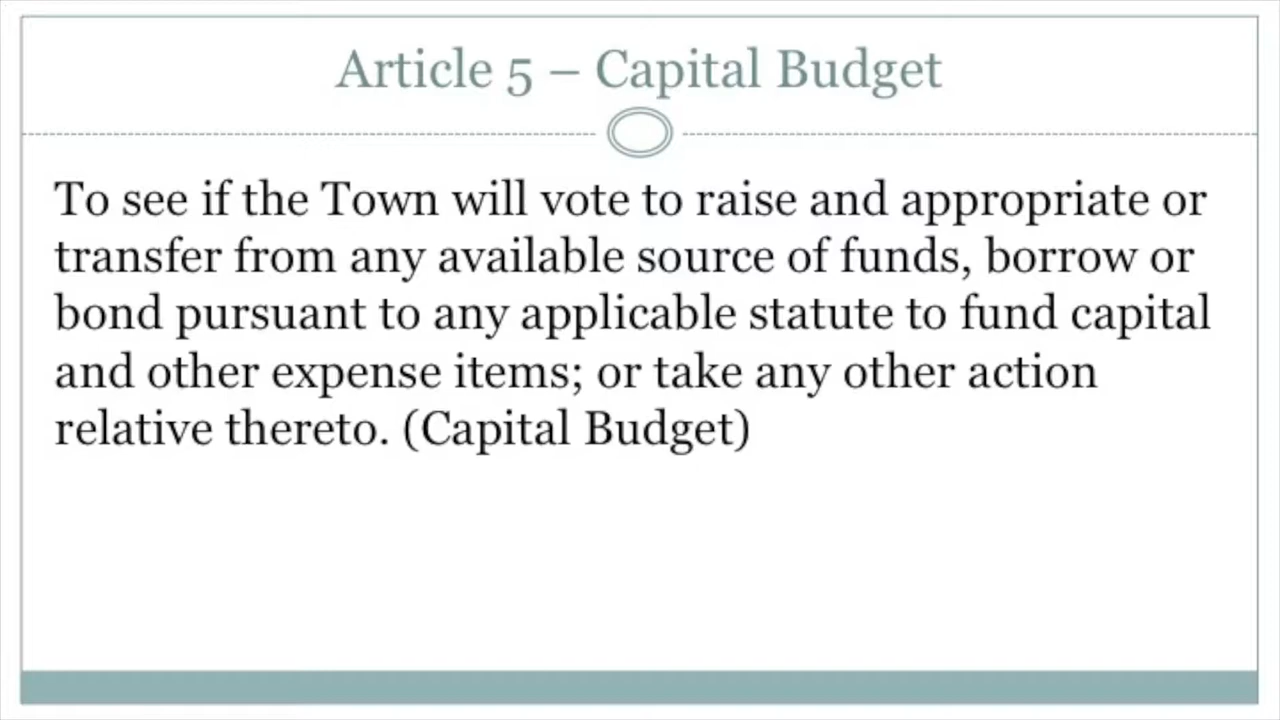 Article 5 – Capital Budget
To see if the Town will vote to raise and appropriate or
transfer from any available source of funds, borrow or
bond pursuant to any applicable statute to fund capital
and other expense items; or take any other action
relative thereto. (Capital Budget)